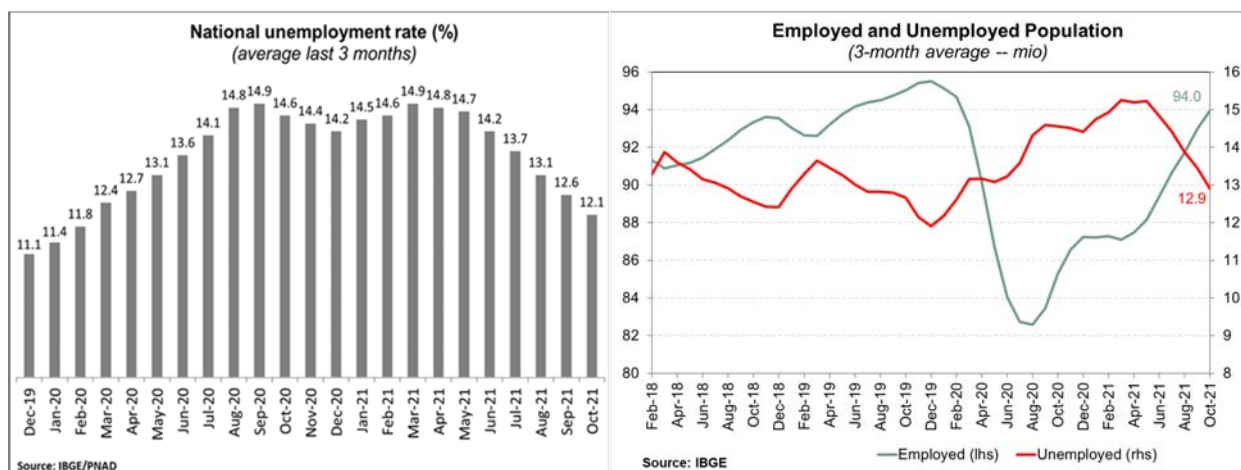 National unemployment rate (%)
(average last 3 months)
11.1
11.4
11.8
12.4
12.7
13.1
13.6
14.1
14.8
14.9
14.6
14.4
14.2
14.5
14.6
14.9
14.8
14.7
14.2
13.7
13.1
12.6
12.1
Dec-19
Jan-20
Feb-20
Mar-20
Apr-20
May-20
Jun-20
Jul-20
Aug-20
Sep-20
Oct-20
Nov-20
Dec-20
Jan-21
Feb-21
Mar-21
Apr-21
May-21
Jun-21
Jul-21
Aug-21
Sep-21
Oct-21
Source: IBGE/PNAD
Employed and Unemployed Population
(3-month average -- mio)
96
94
92
90
88
86
84
82
80
16
15
14
13
12
11
10
9
8
94.0
12.9
Feb-18
Apr-18
Jun-18
Aug-18
Oct-18
Dec-18
Feb-19
Apr-19
Jun-19
Aug-19
Oct-19
Dec-19
Feb-20
Apr-20
Jun-20
Aug-20
Oct-20
Dec-20
Feb-21
Apr-21
Jun-21
Aug-21
Oct-21
Source: IBGE
Employed (lhs)
Unemployed (rhs)